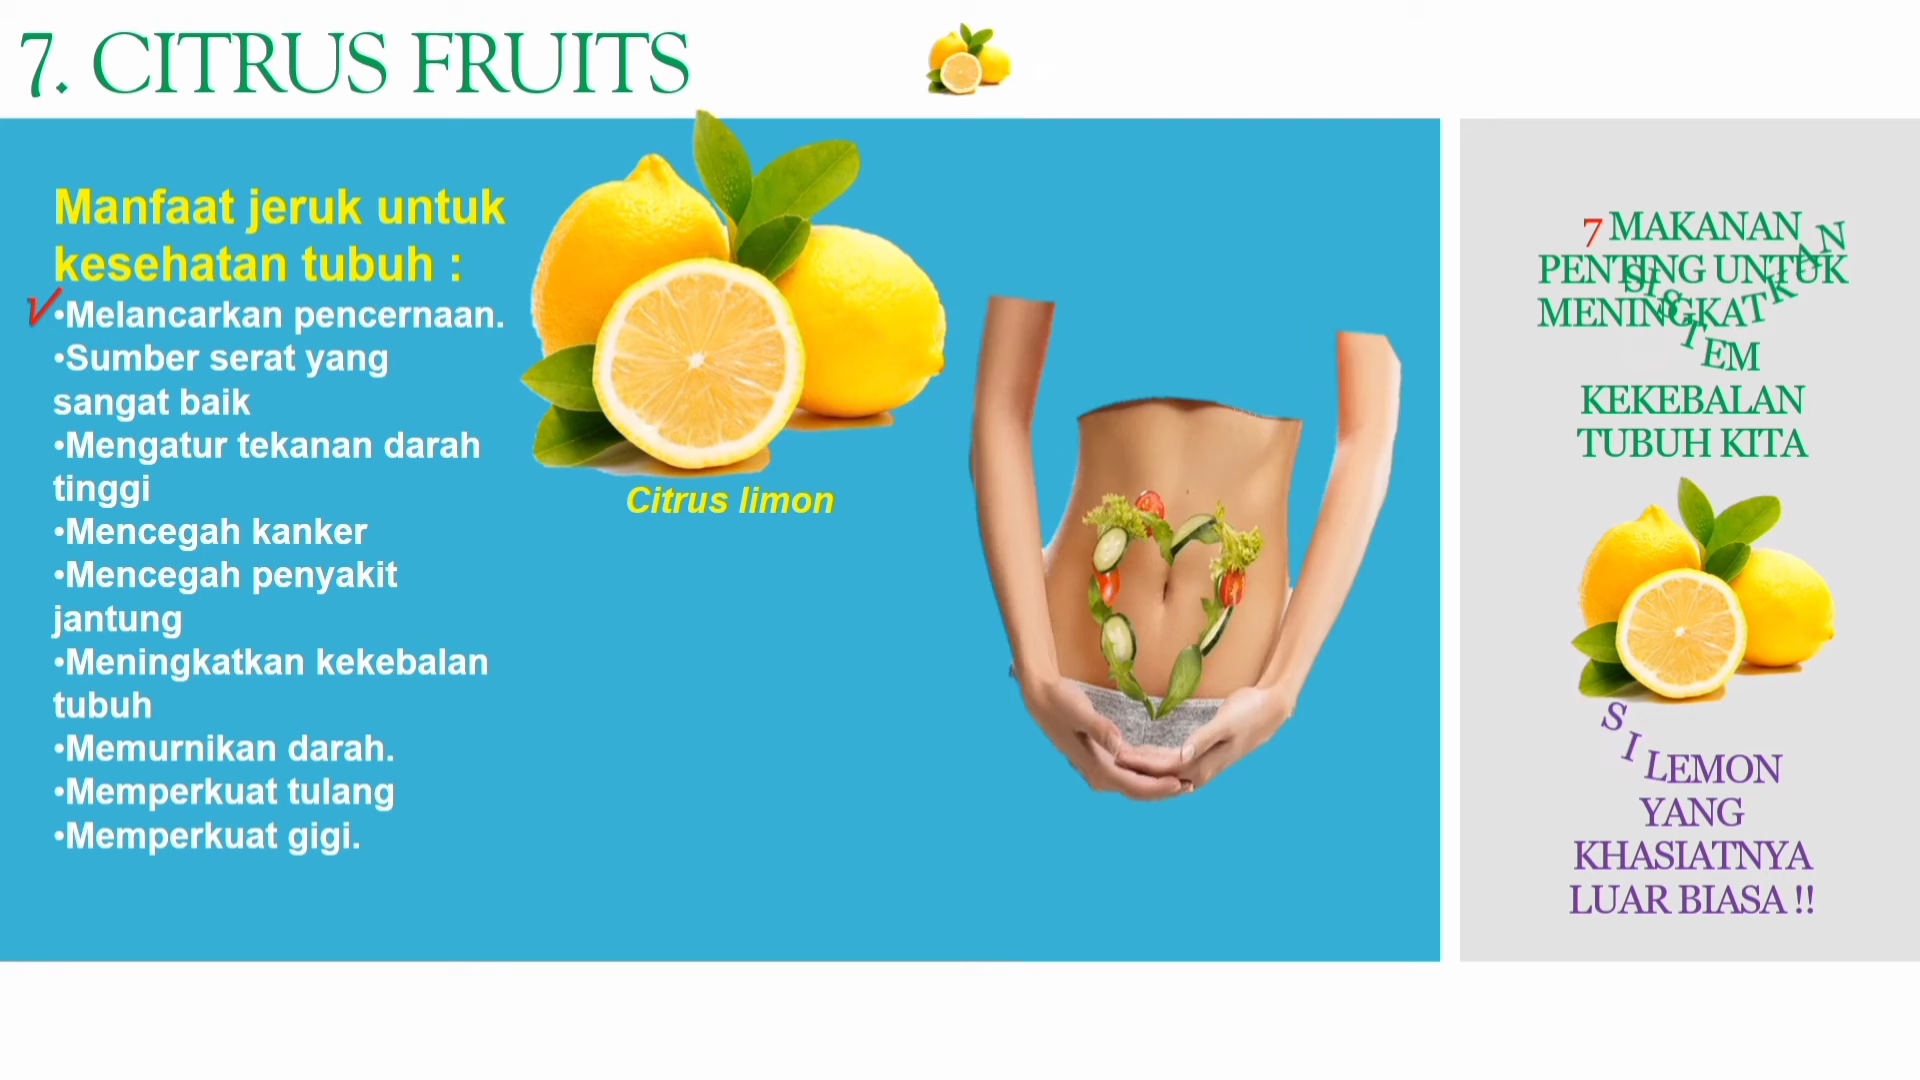 7. CITRUS FRUITS
Manfaat jeruk untuk
kesehatan tubuh :
•Melancarkan pencernaan.
•Sumber serat yang
sangat baik
•Mengatur tekanan darah
tinggi
•Mencegah kanker
•Mencegah penyakit
jantung
•Meningkatkan kekebalan
tubuh
•Memurnikan darah.
•Memperkuat tulang
•Memperkuat gigi.
Citrus limon
7 MAKANAN
PENTING UNTUK
MENINGKATKAN
SISTEM
KEKEBALAN
TUBUH KITA
SI LEMON
YANG
KHASIATNYA
LUAR BIASA !!